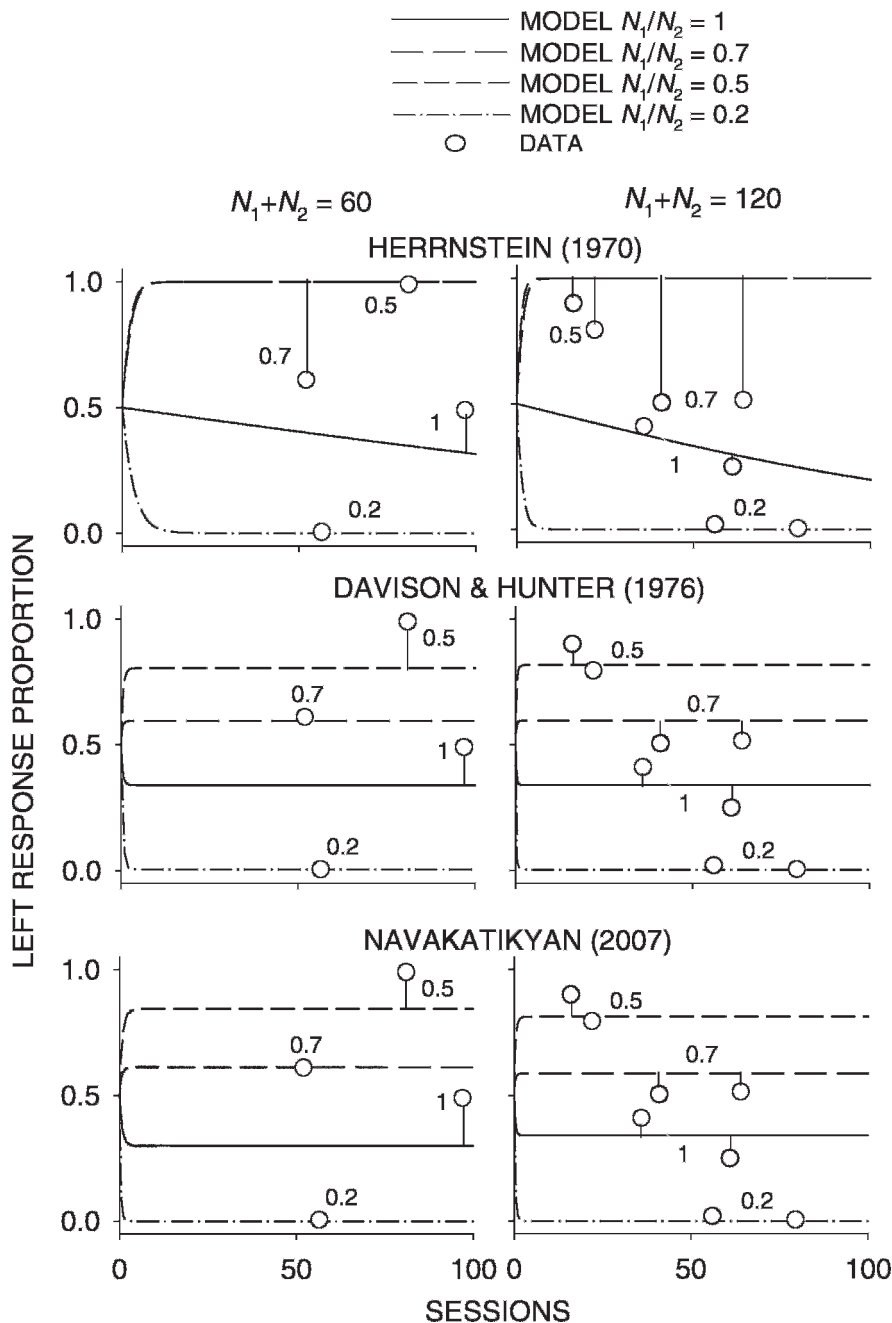 MODEL N1/N2 = 1
MODEL N1/N2 = 0.7
MODEL N1/N2 = 0.5
MODEL N1/N2 = 0.2
DATA
N1+N2 = 60
N1+N2 = 120
HERRNSTEIN (1970)
1.0
0.5
0.0
0.5
0.7
1
0.2
0.5
0.7
1
0.2
DAVISON & HUNTER (1976)
1.0
0.5
0.0
0.5
0.7
1
0.2
0.5
0.7
1
0.2
NAVAKATIKYAN (2007)
1.0
0.5
0.0
0.5
0.7
1
0.2
0.5
0.7
1
0.2
0 50 100 0 50 100
LEFT RESPONSE PROPORTION
SESSIONS